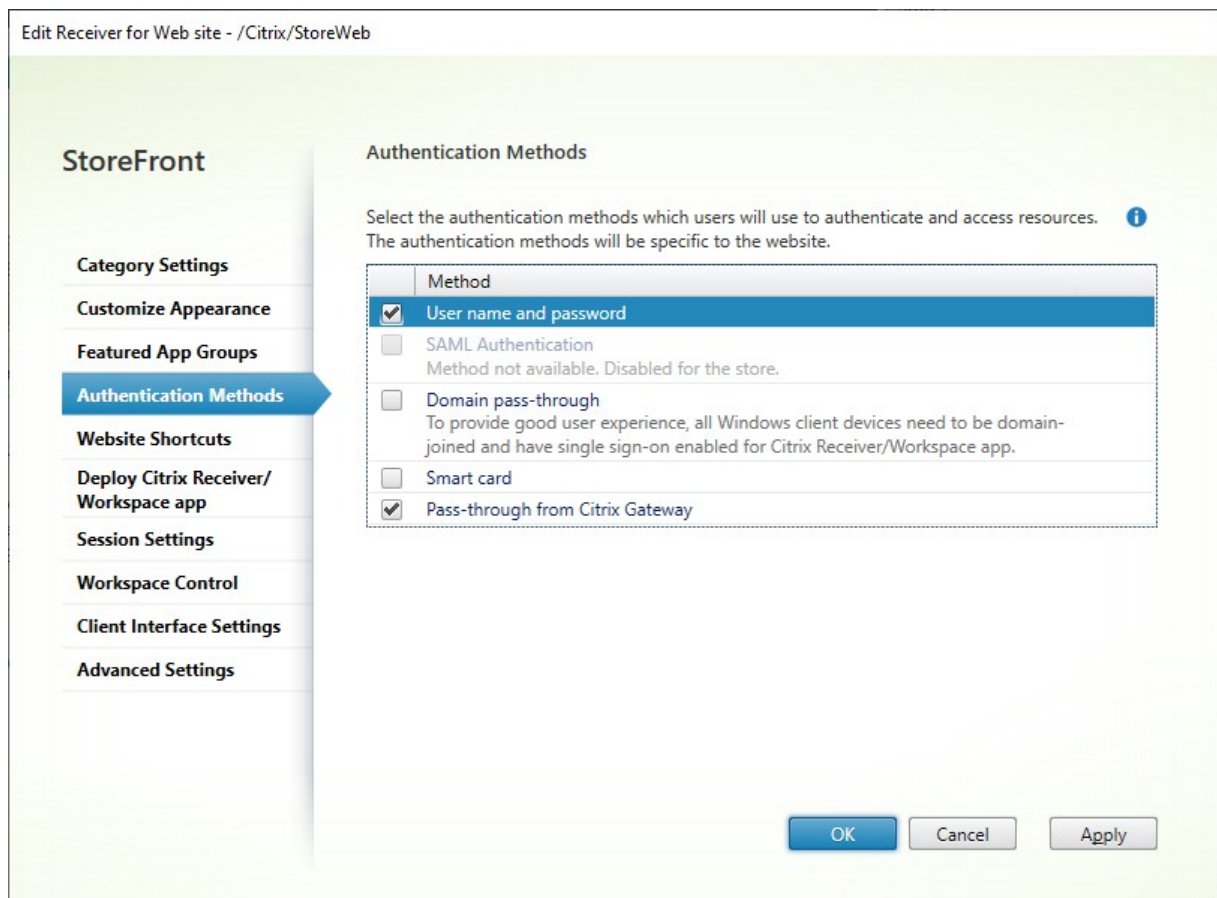 Edit Receiver for Web site - /Citrix/StoreWeb
StoreFront
Category Settings
Customize Appearance
Featured App Groups
Authentication Methods
Website Shortcuts
Deploy Citrix Receiver/
Workspace app
Session Settings
Workspace Control
Client Interface Settings
Advanced Settings
Authentication Methods
Select the authentication methods which users will use to authenticate and access resources.
The authentication methods will be specific to the website.
Method
User name and password
SAML Authentication
Method not available. Disabled for the store.
Domain pass-through
To provide good user experience, all Windows client devices need to be domain-
joined and have single sign-on enabled for Citrix Receiver/Workspace app.
Smart card
Pass-through from Citrix Gateway
OK
Cancel
Apply